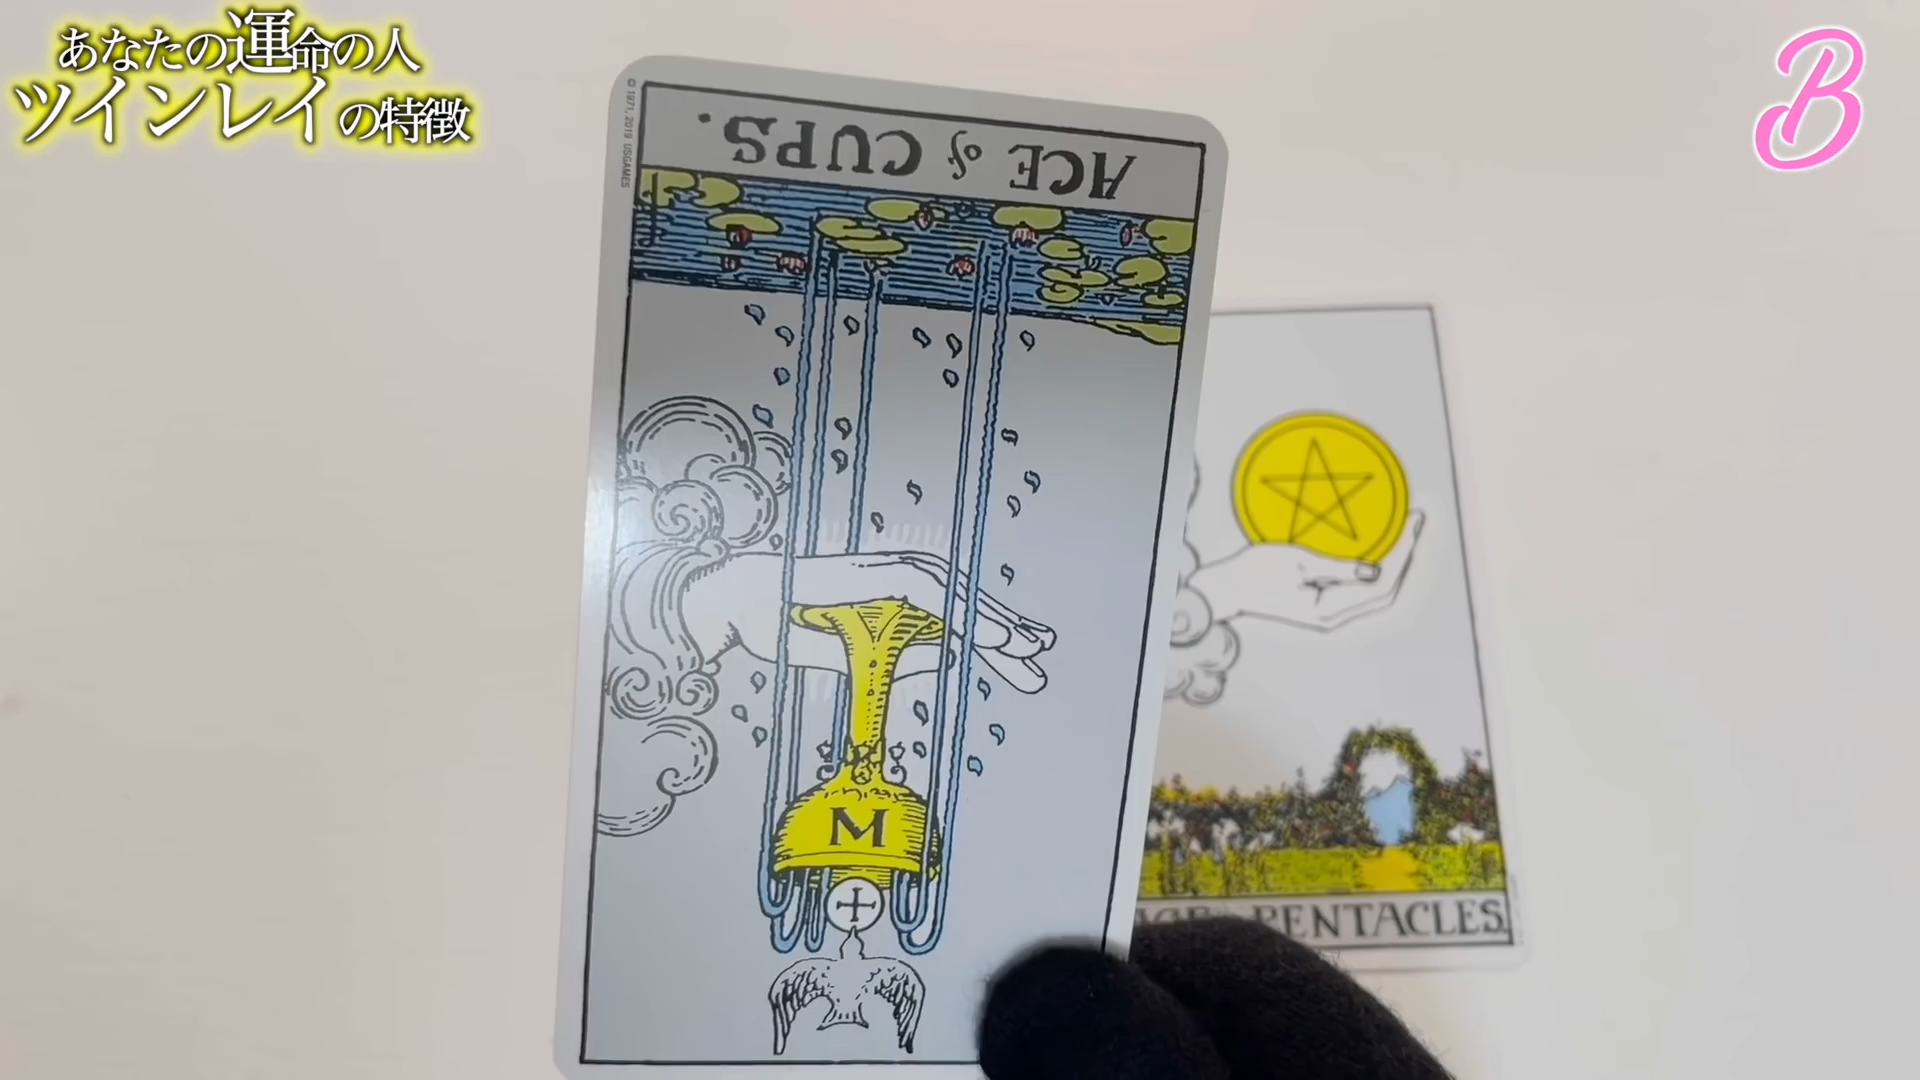 あなたの運命の人
ツインレイの特徴
B
© 1971, 2019 USGAMES
ACE of CUPS.
W
ACE PENTACLES.